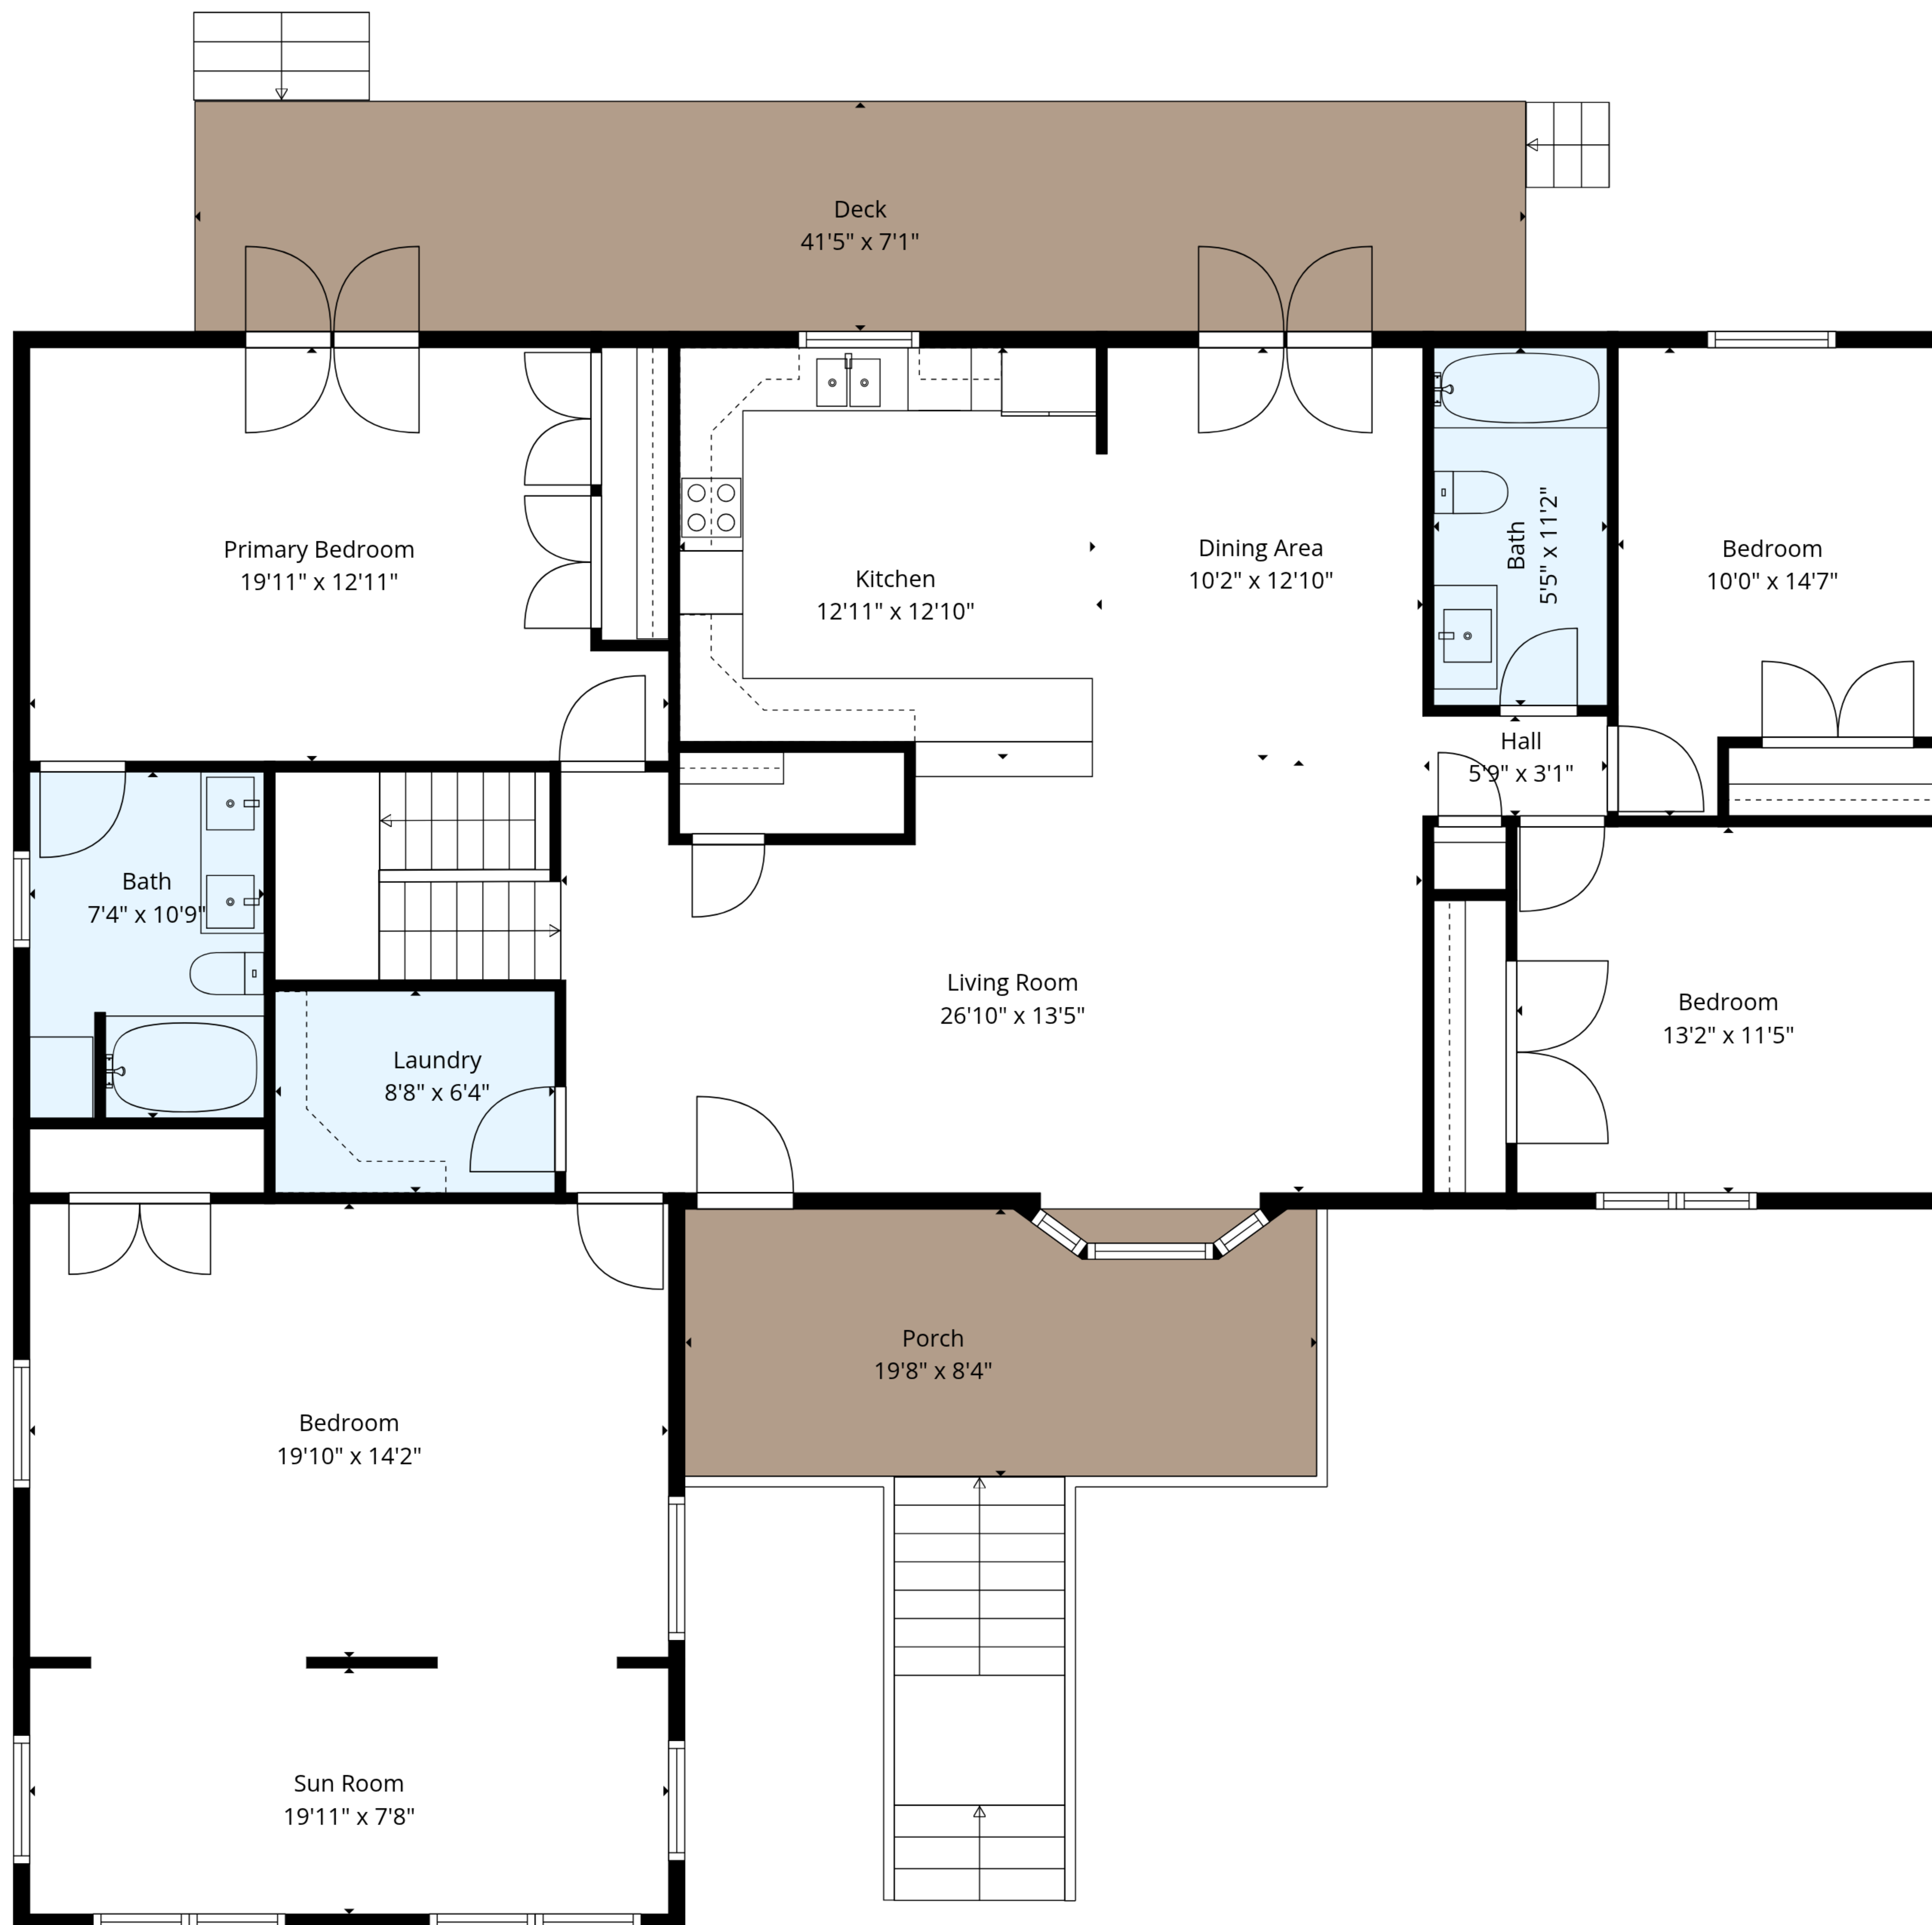 Deck
41'5" x 7'1"
Primary Bedroom
19'11" x 12'11"
Kitchen
12'11" x 12'10"
Dining Area
10'2" x 12'10"
Bath
5'5" x 11'2"
Bedroom
10'0" x 14'7"
Hall
5'9" x 3'1"
Bath
7'4" x 10'9"
Living Room
26'10" x 13'5"
Bedroom
13'2" x 11'5"
Laundry
8'8" x 6'4"
Porch
19'8" x 8'4"
Bedroom
19'10" x 14'2"
Sun Room
19'11" x 7'8"